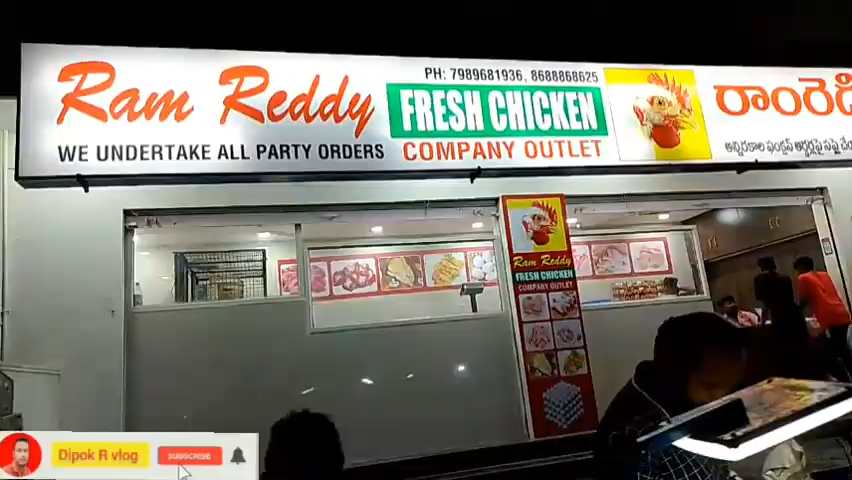 Ram Reddy
WE UNDERTAKE ALL PARTY ORDERS
PH: 7989681936, 8688868625
FRESH CHICKEN
COMPANY OUTLET
రాంరెడ్డి
Ram Reddy
FRESH CHICKEN
COMPANY OUTLET
Dipok R vlog
SUBSCRIBE